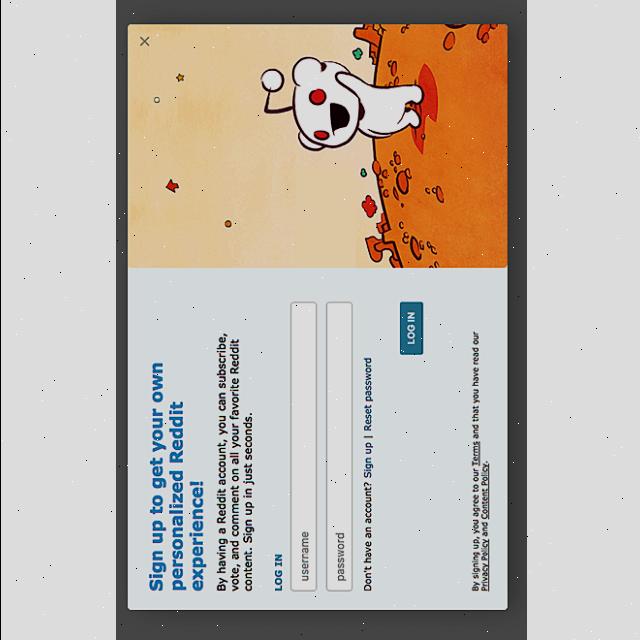 Sign up to get your own
personalized Reddit
experience!
By having a Reddit account, you can subscribe,
vote, and comment on all your favorite Reddit
content. Sign up in just seconds.
LOG IN
username
password
Don't have an account? Sign up | Reset password
LOG IN
By signing up, you agree to our Terms and that you have read our
Privacy Policy and Content Policy.